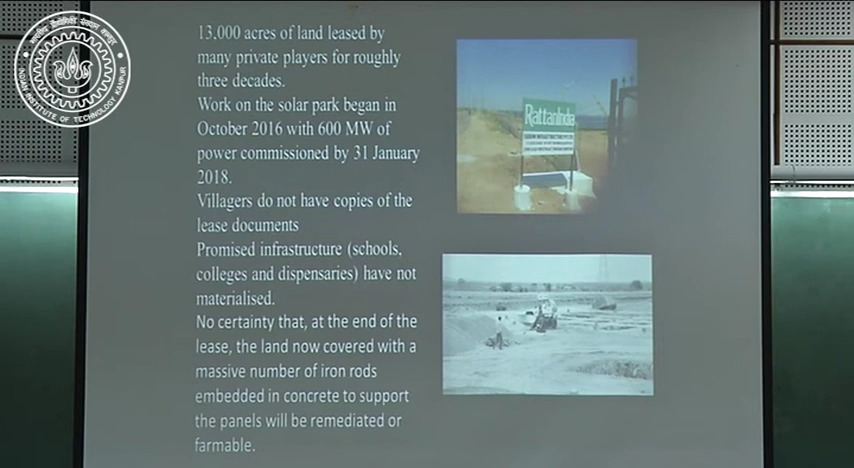 13,000 acres of land leased by
many private players for roughly
three decades.
Work on the solar park began in
October 2016 with 600 MW of
power commissioned by 31 January
2018.
Villagers do not have copies of the
lease documents
Promised infrastructure (schools,
colleges and dispensaries) have not
materialised.
No certainty that, at the end of the
lease, the land now covered with a
massive number of iron rods
embedded in concrete to support
the panels will be remediated or
farmable.
RattanIndia
INDIAN INSTITUTE OF TECHNOLOGY KANPUR